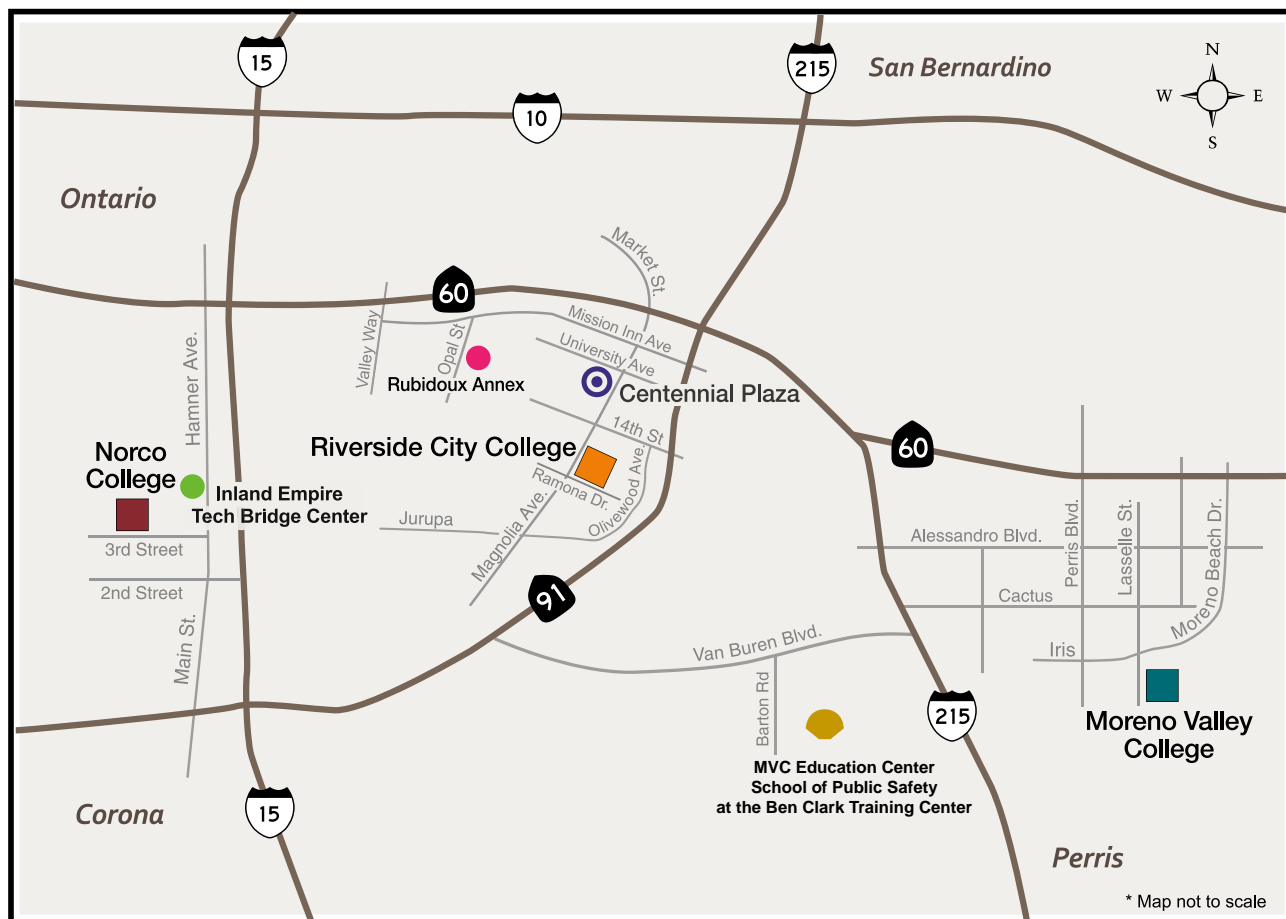 15
215
San Bernardino
N
W
E
S
10
Ontario
Market St.
60
Mission Inn Ave
University Ave
Valley Way
Opal St
Hamner Ave.
Rubidoux Annex
Centennial Plaza
14th St
Riverside City College
60
Norco
College
Ramona Dr.
Olivewood Ave.
Inland Empire
Tech Bridge Center
Jurupa
Magnolia Ave.
3rd Street
2nd Street
Main St.
91
Alessandro Blvd.
Perris Blvd.
Lasselle St.
Moreno Beach Dr.
Cactus
Iris
Van Buren Blvd.
Barton Rd
215
Moreno Valley
College
MVC Education Center
School of Public Safety
at the Ben Clark Training Center
Corona
15
Perris
* Map not to scale